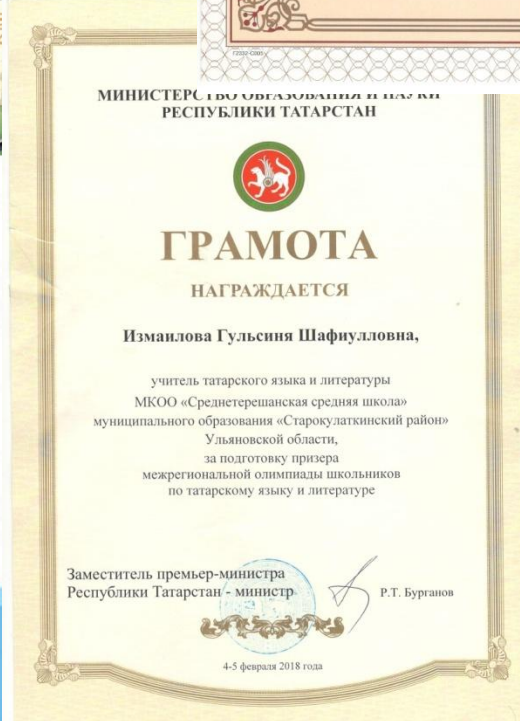 МИНИСТЕРСТВО ОБРАЗОВАНИЯ И НАУКИ
РЕСПУБЛИКИ ТАТАРСТАН
ГРАМОТА
НАГРАЖДАЕТСЯ
Измаилова Гульсиня Шафиулловна,
учитель татарского языка и литературы
МКОО «Среднетерешанская средняя школа»
муниципального образования «Старокулаткинский район»
Ульяновской области,
за подготовку призера
межрегиональной олимпиады школьников
по татарскому языку и литературе
Заместитель премьер-министра
Республики Татарстан - министр
Р.Т. Бурганов
4-5 февраля 2018 года